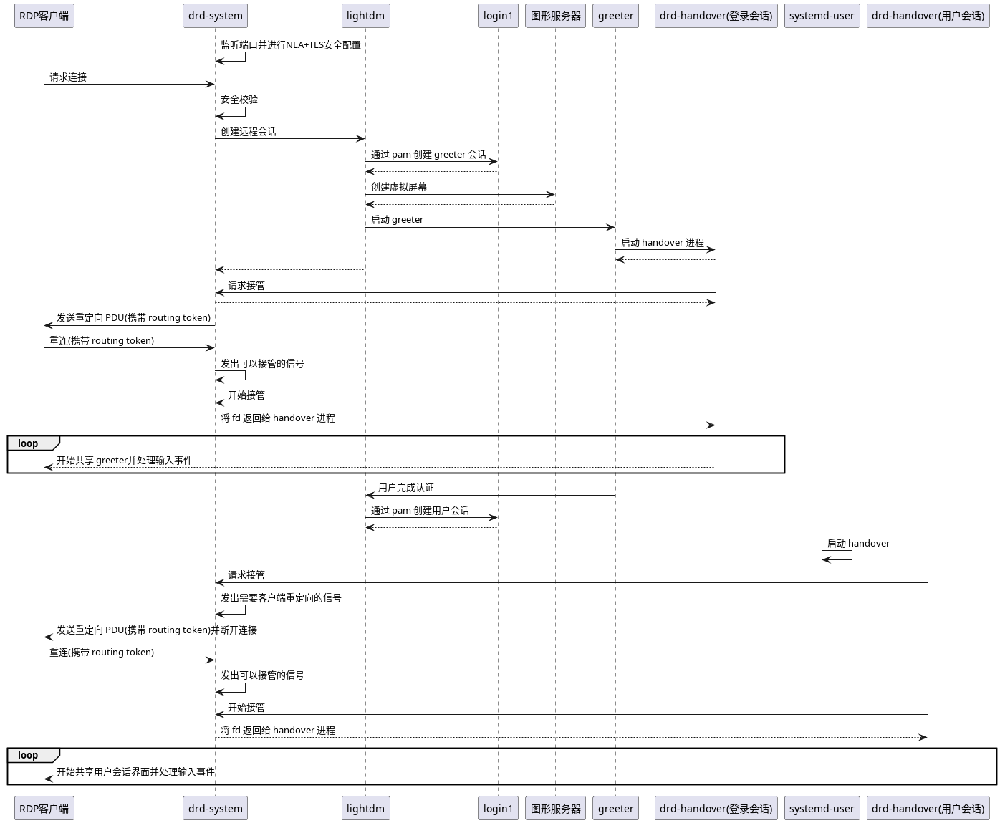 RDP客户端 drd-system lightdm login1 图形服务器 greeter drd-handover(登录会话) systemd-user drd-handover(用户会话)
监听端口并进行NLA+TLS安全配置
请求连接
安全校验
创建远程会话
通过 pam 创建 greeter 会话
创建虚拟屏幕
启动 greeter
启动 handover 进程
请求接管
发送重定向 PDU(携带 routing token)
重连(携带 routing token)
发出可以接管的信号
开始接管
将 fd 返回给 handover 进程
loop
开始共享 greeter并处理输入事件
用户完成认证
通过 pam 创建用户会话
启动 handover
请求接管
发出需要客户端重定向的信号
发送重定向 PDU(携带 routing token)并断开连接
重连(携带 routing token)
发出可以接管的信号
开始接管
将 fd 返回给 handover 进程
loop
开始共享用户会话界面并处理输入事件
RDP客户端 drd-system lightdm login1 图形服务器 greeter drd-handover(登录会话) systemd-user drd-handover(用户会话)